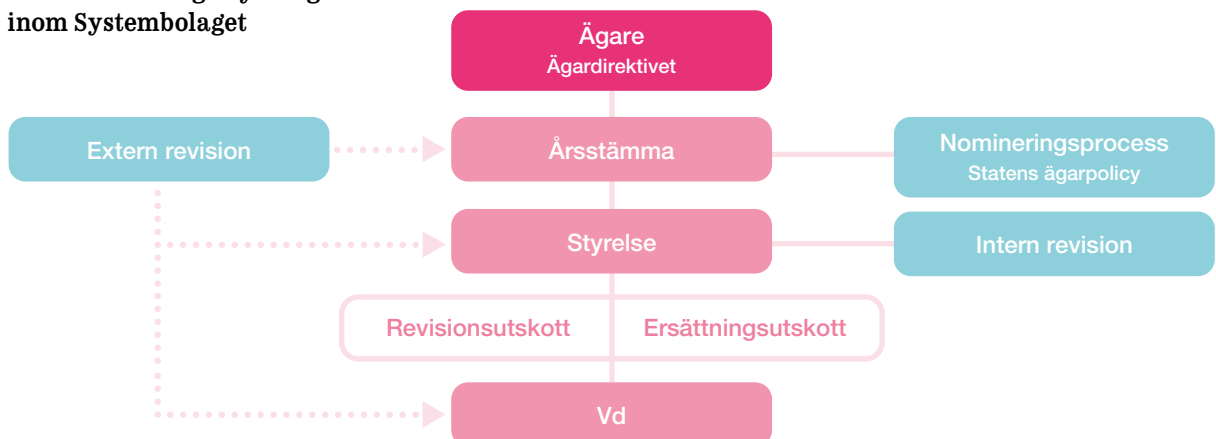 inom Systembolaget
Ägare
Ägardirektivet
Extern revision
Årsstämma
Nomineringsprocess
Statens ägarpolicy
Styrelse
Intern revision
Revisionsutskott
Ersättningsutskott
Vd